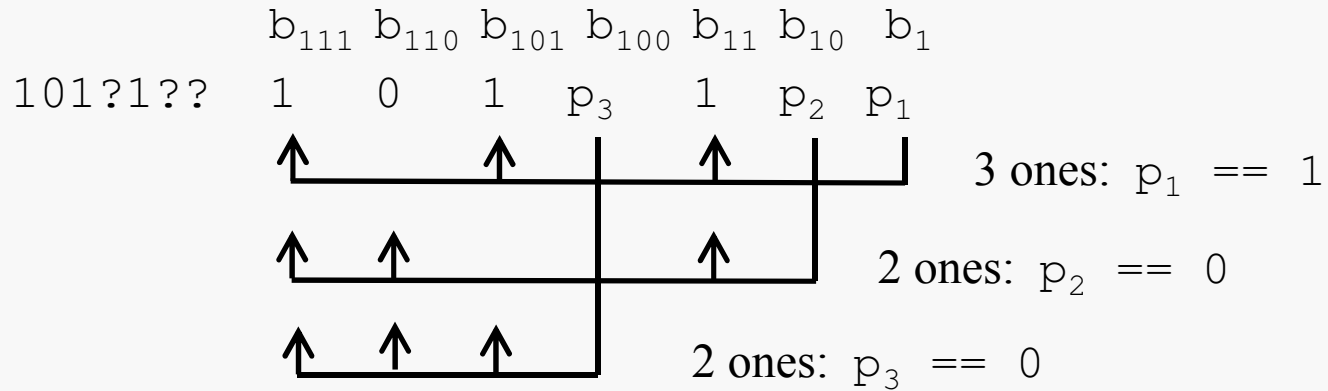 b₁₁₁ b₁₁₀ b₁₀₁ b₁₀₀ b₁₁ b₁₀ b₁
101?1?? 1 0 1 p₃ 1 p₂ p₁
3 ones: p₁ == 1
2 ones: p₂ == 0
2 ones: p₃ == 0